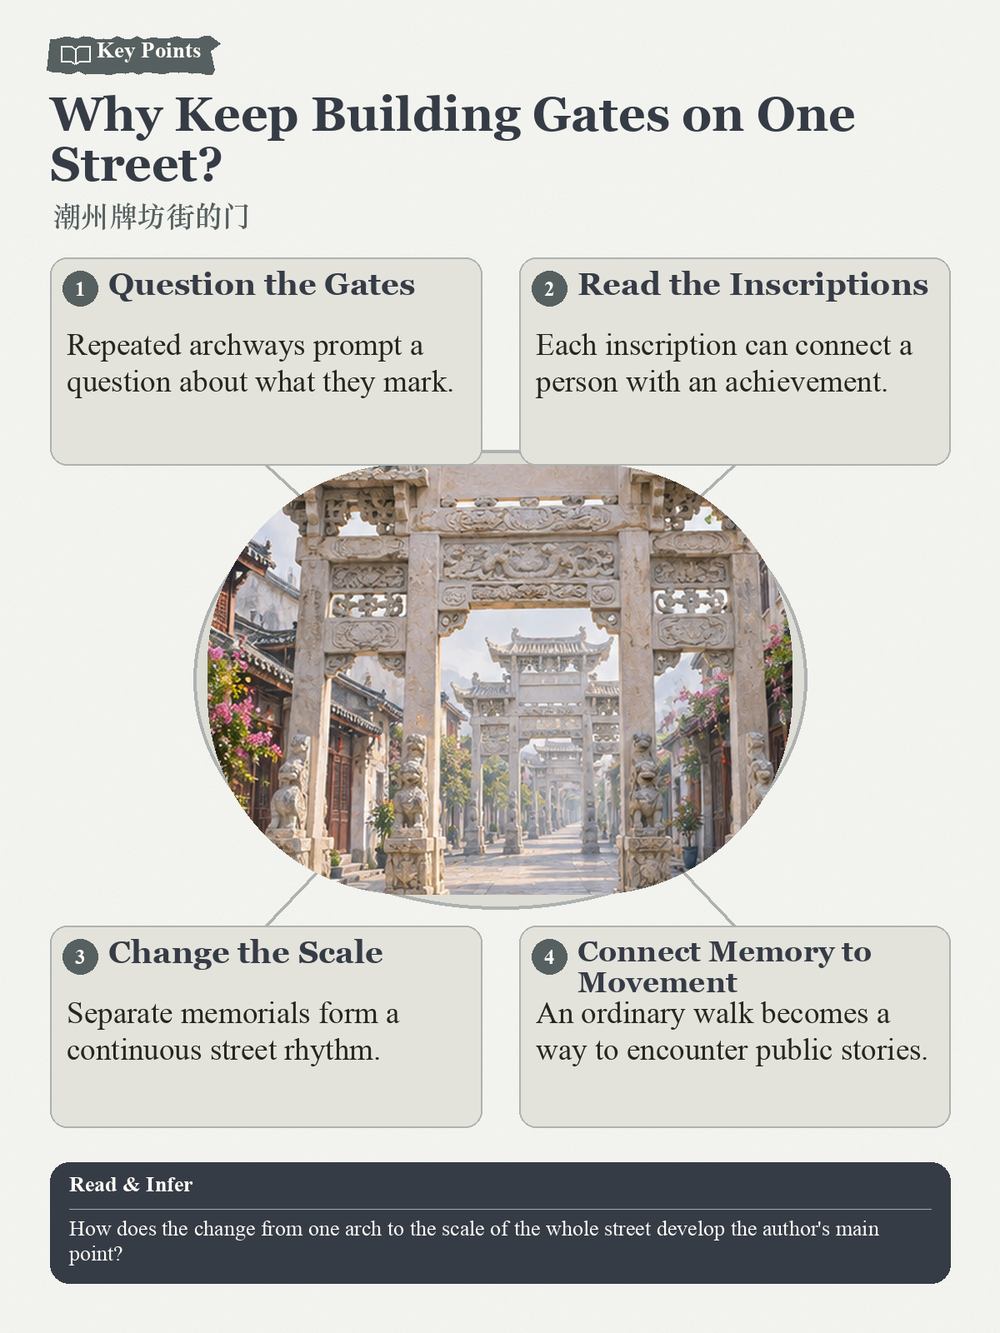 Key Points
Why Keep Building Gates on One
Street?
潮州牌坊街的门
1 Question the Gates
Repeated archways prompt a
question about what they mark.
2 Read the Inscriptions
Each inscription can connect a
person with an achievement.
3 Change the Scale
Separate memorials form a
continuous street rhythm.
4 Connect Memory to
Movement
An ordinary walk becomes a
way to encounter public stories.
Read & Infer
How does the change from one arch to the scale of the whole street develop the author's main
point?